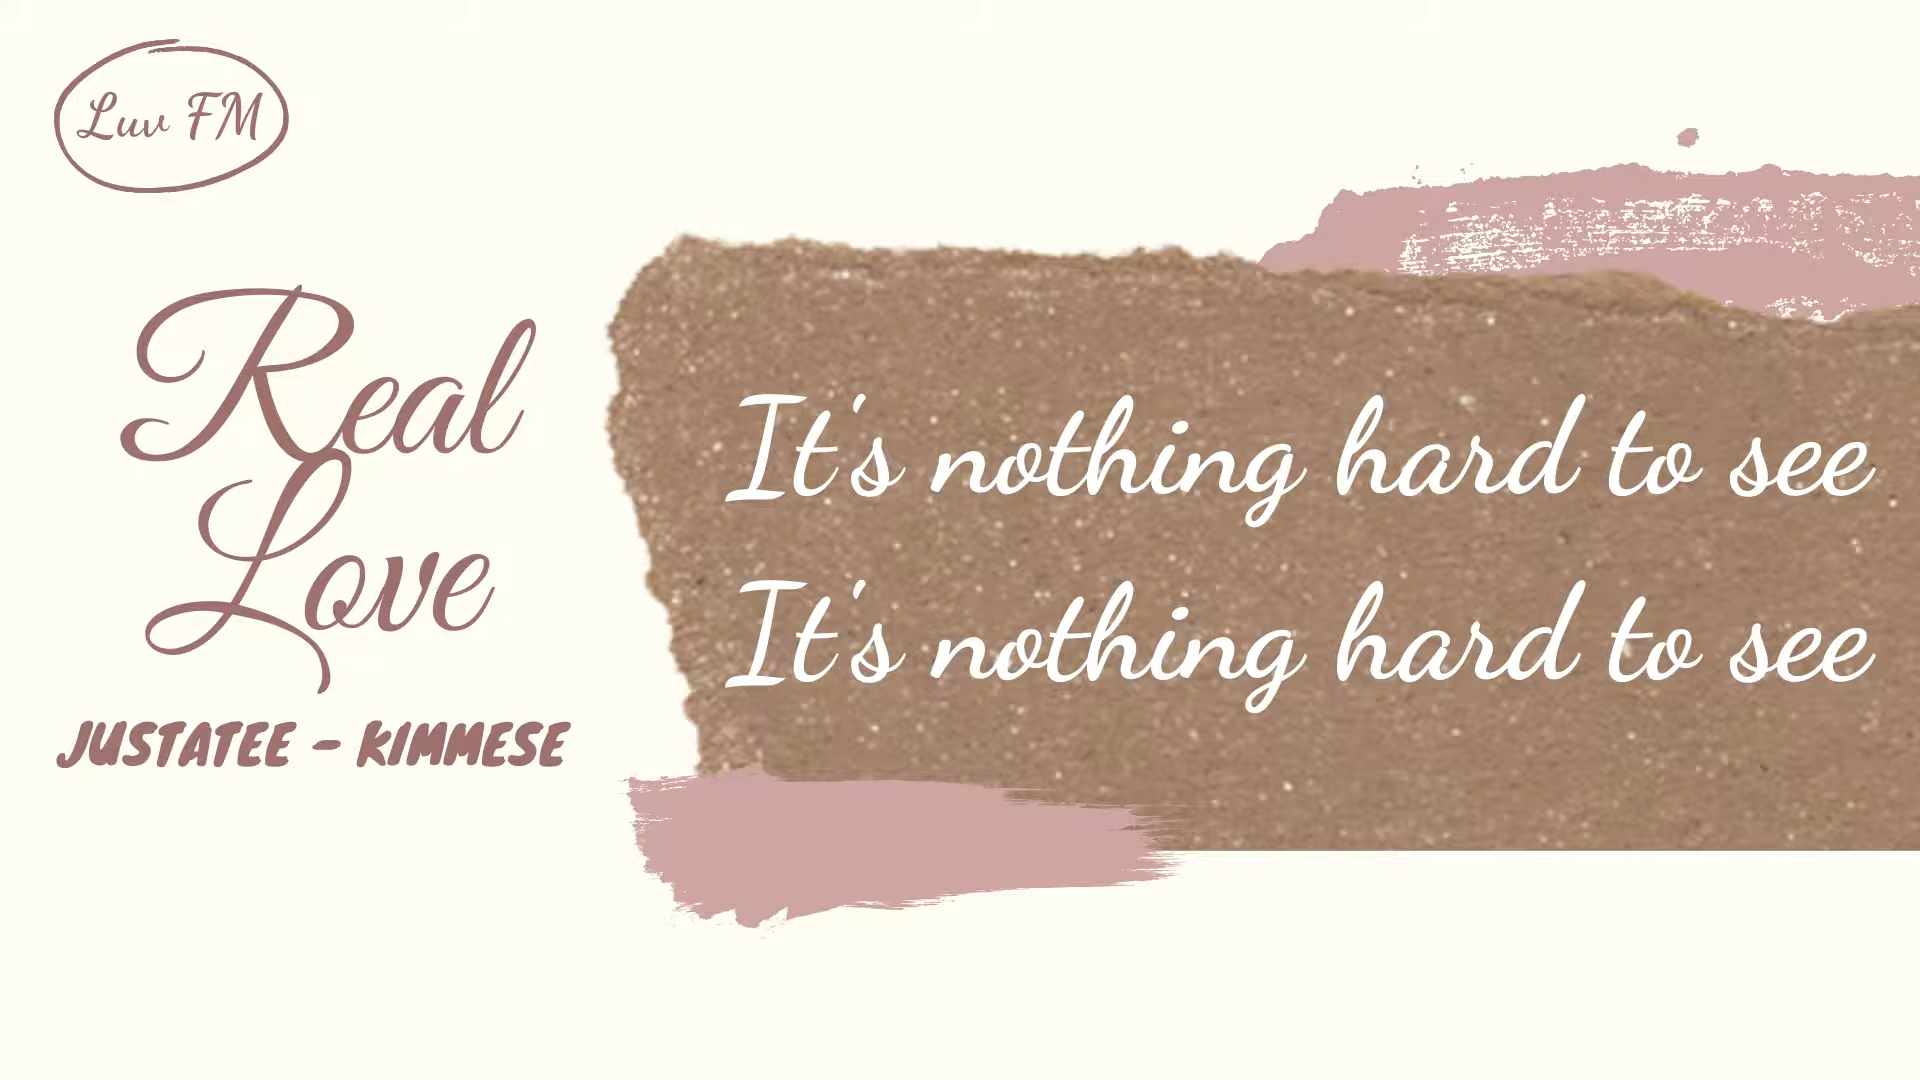 Luv FM
Real
Love
JUSTATEE - KIMMESE
It's nothing hard to see
It's nothing hard to see